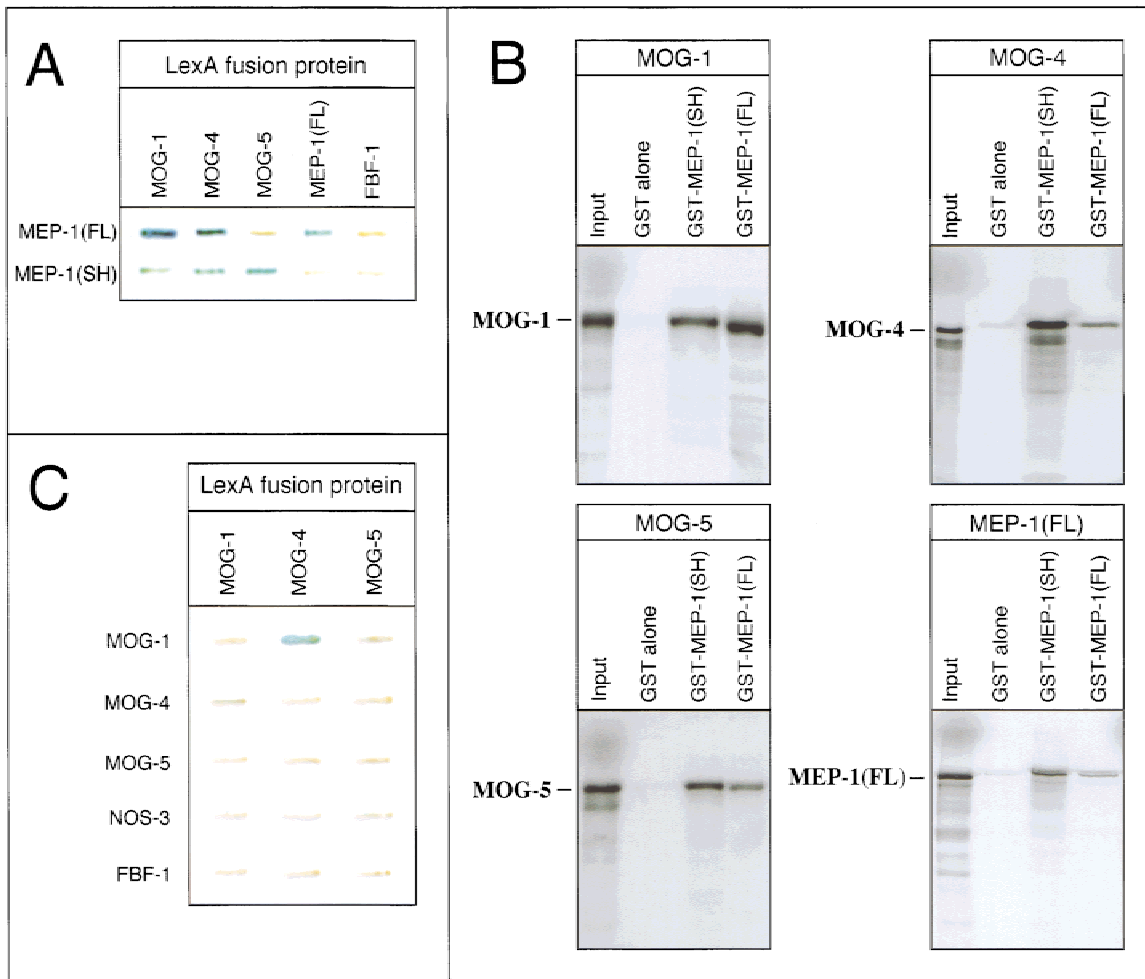 A
LexA fusion protein
MOG-1
MOG-4
MOG-5
MEP-1(FL)
FBF-1
MEP-1(FL)
MEP-1(SH)
B
MOG-1
Input
GST alone
GST-MEP-1(SH)
GST-MEP-1(FL)
MOG-1
MOG-4
Input
GST alone
GST-MEP-1(SH)
GST-MEP-1(FL)
MOG-4
MOG-5
Input
GST alone
GST-MEP-1(SH)
GST-MEP-1(FL)
MOG-5
MEP-1(FL)
Input
GST alone
GST-MEP-1(SH)
GST-MEP-1(FL)
MEP-1(FL)
C
LexA fusion protein
MOG-1
MOG-4
MOG-5
MOG-1
MOG-4
MOG-5
NOS-3
FBF-1